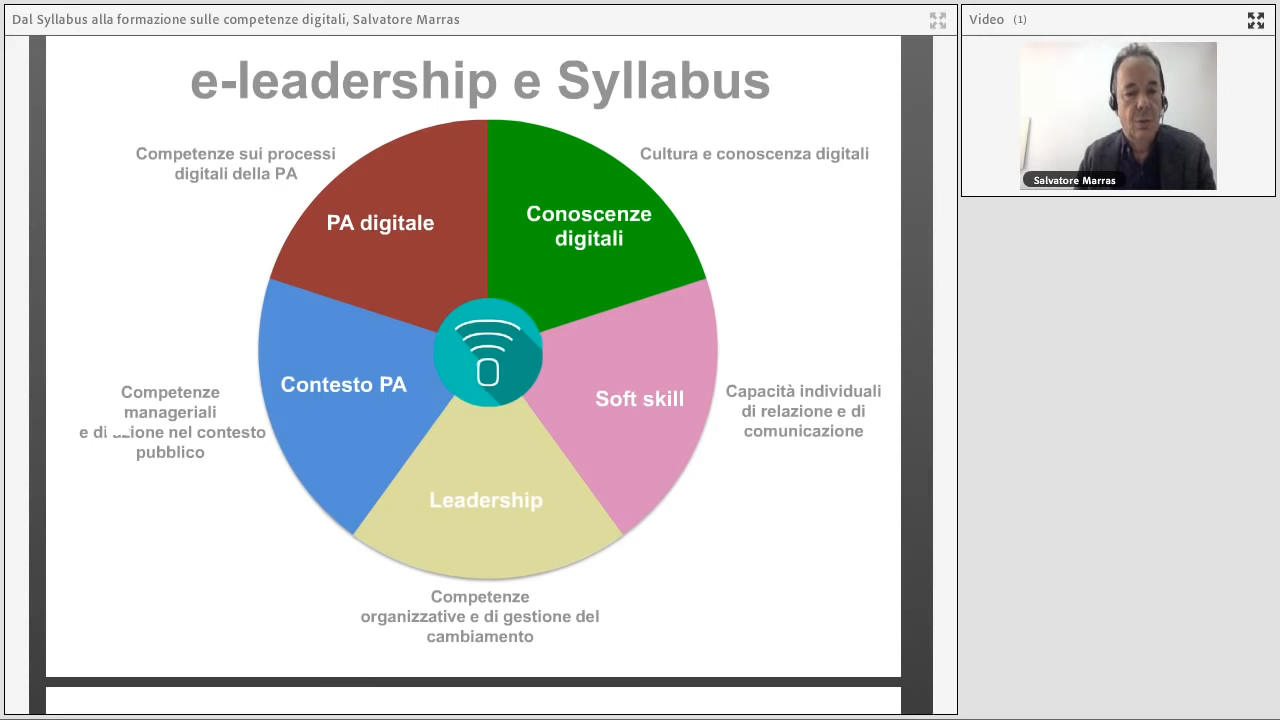 Dal Syllabus alla formazione sulle competenze digitali, Salvatore Marras
Video (1)
e-leadership e Syllabus
Competenze sui processi
digitali della PA
Cultura e conoscenza digitali
PA digitale
Conoscenze
digitali
Contesto PA
Soft skill
Leadership
Competenze
manageriali
e di nel contesto
pubblico
Capacità individuali
di relazione e di
comunicazione
Competenze
organizzative e di gestione del
cambiamento
Salvatore Marras